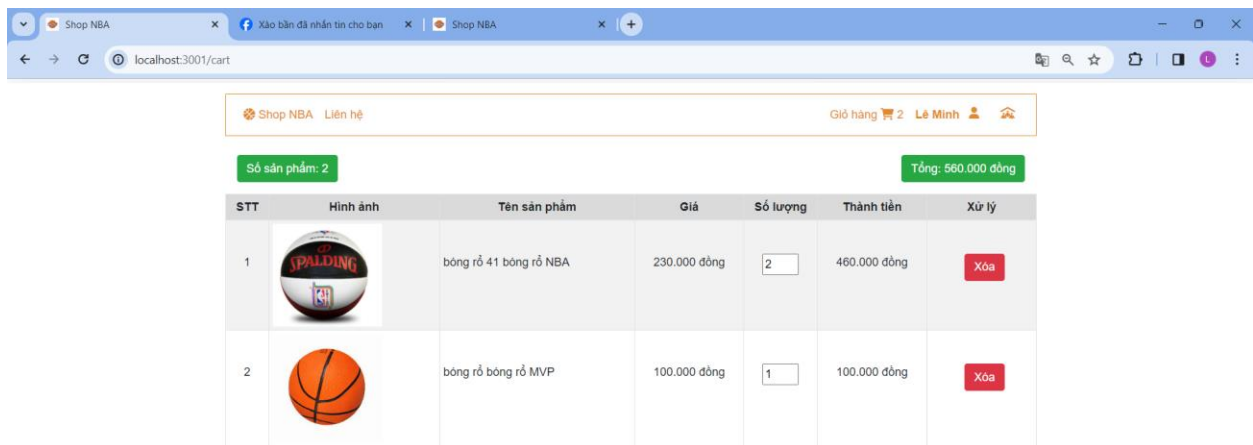 Shop NBA
Xào bần đã nhắn tin cho bạn
Shop NBA
localhost:3001/cart
L
Shop NBA Liên hệ
Giỏ hàng 2 Lê Minh
Số sản phẩm: 2
Tổng: 560.000 đồng
STT Hình ảnh Tên sản phẩm Giá Số lượng Thành tiền Xử lý
SPALDING
1 bóng rổ 41 bóng rổ NBA 230.000 đồng 2 460.000 đồng Xóa
2 bóng rổ bóng rổ MVP 100.000 đồng 1 100.000 đồng Xóa